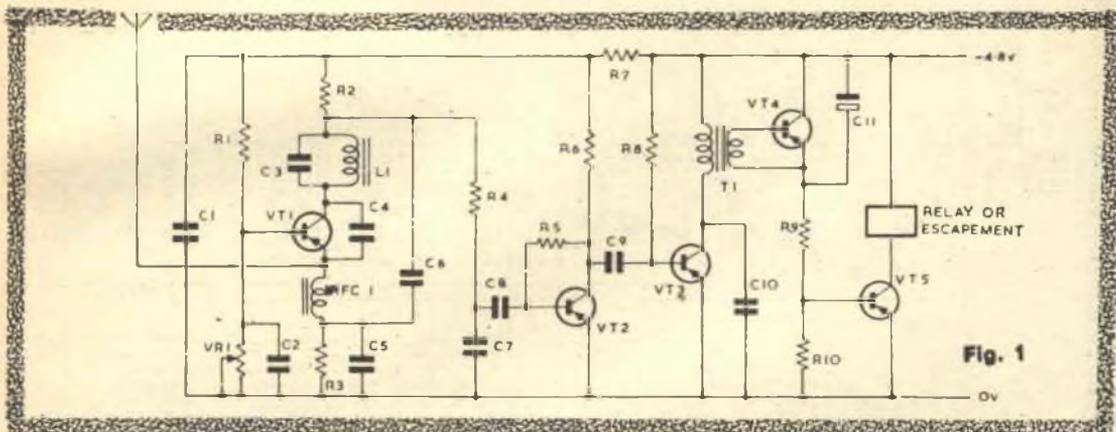 -4·8v
R7
R2
VT4
C11
R1
R6
R8
C3
L1
T1
R4
VT1
C4
RELAY OR
ESCAPEMENT
C1
R9
R5
C9
C6
RFC 1
C8
VT3
C10
VT5
VT2
C2
C7
VR1
C5
R10
Fig. 1
R3
0v